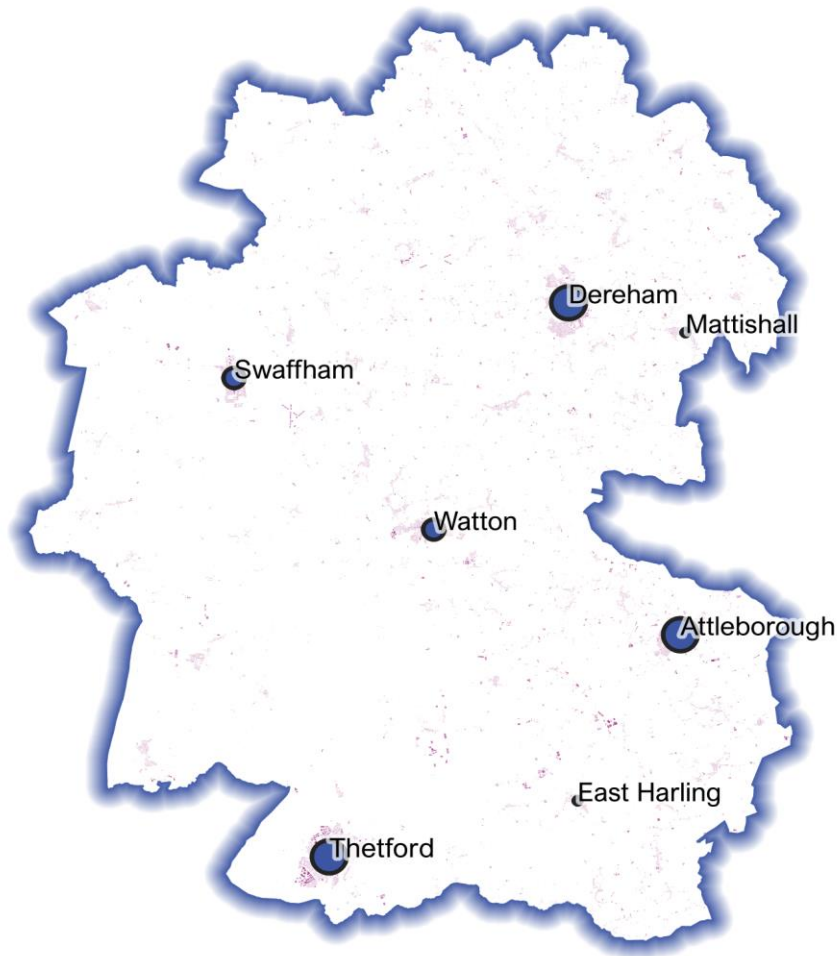 Dereham
Mattishall
Swaffham
Watton
Attleborough
East Harling
Thetford